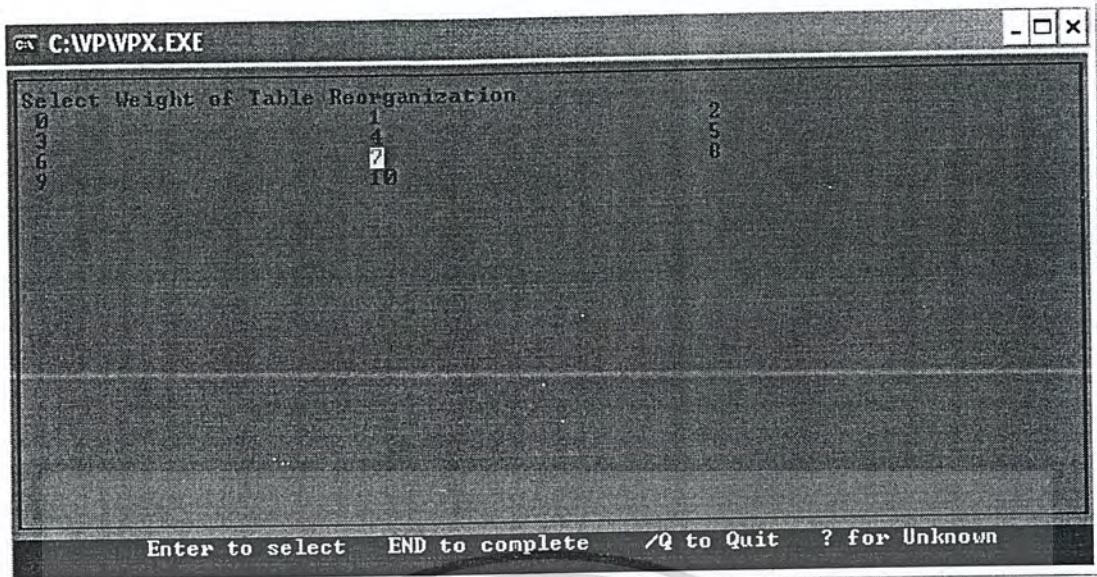 C:\VP\VPX.EXE
Select Weight of Table Reorganization
0 1 2
3 4 5
6 7 8
9 10
Enter to select END to complete /Q to Quit ? for Unknown